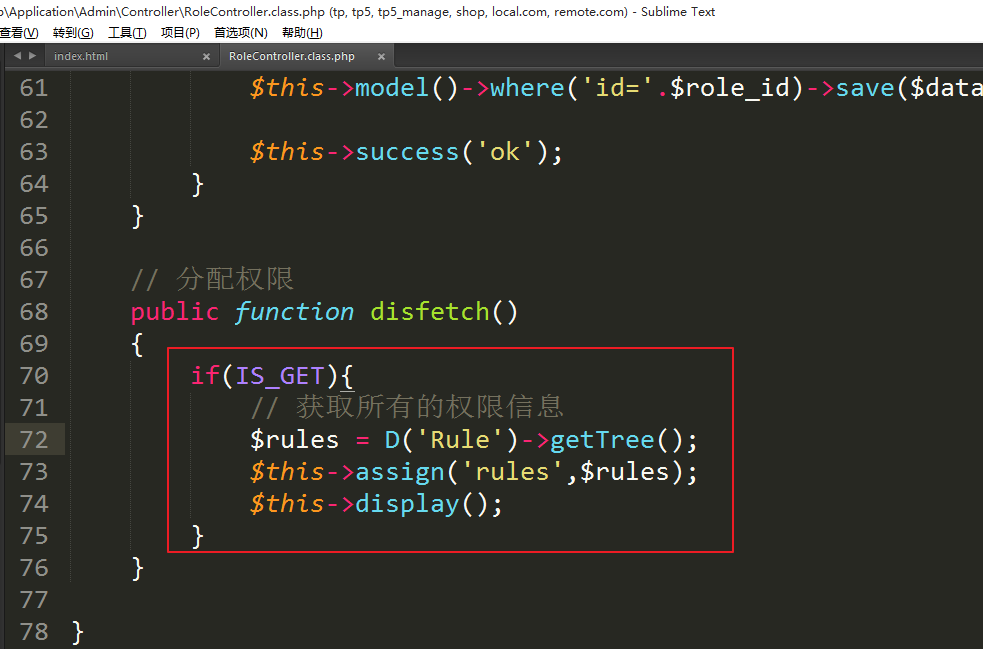 o\Application\Admin\Controller\RoleController.class.php (tp, tp5, tp5_manage, shop, local.com, remote.com) - Sublime Text
查看(V) 转到(G) 工具(T) 项目(P) 首选项(N) 帮助(H)
index.html × RoleController.class.php ×
61 $this->model()->where('id='.$role_id)->save($data
62
63 $this->success('ok');
64 }
65 }
66
67 // 分配权限
68 public function disfetch()
69 {
70 if(IS_GET){
71 // 获取所有的权限信息
72 $rules = D('Rule')->getTree();
73 $this->assign('rules',$rules);
74 $this->display();
75 }
76 }
77
78 }